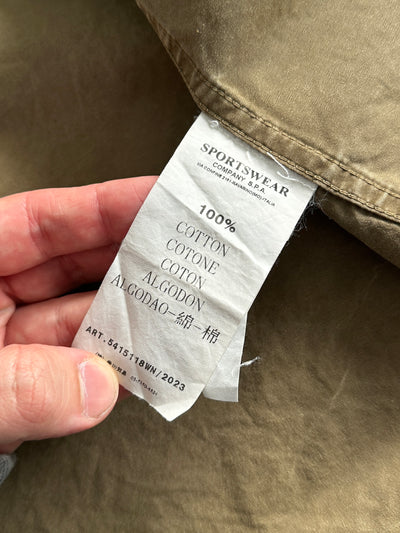 SPORTSWEAR
COMPANY S.P.A.
100%
COTTON
COTONE
COTON
ALGODON
ALGODAO-綿-棉
ART.5415118WN/2023